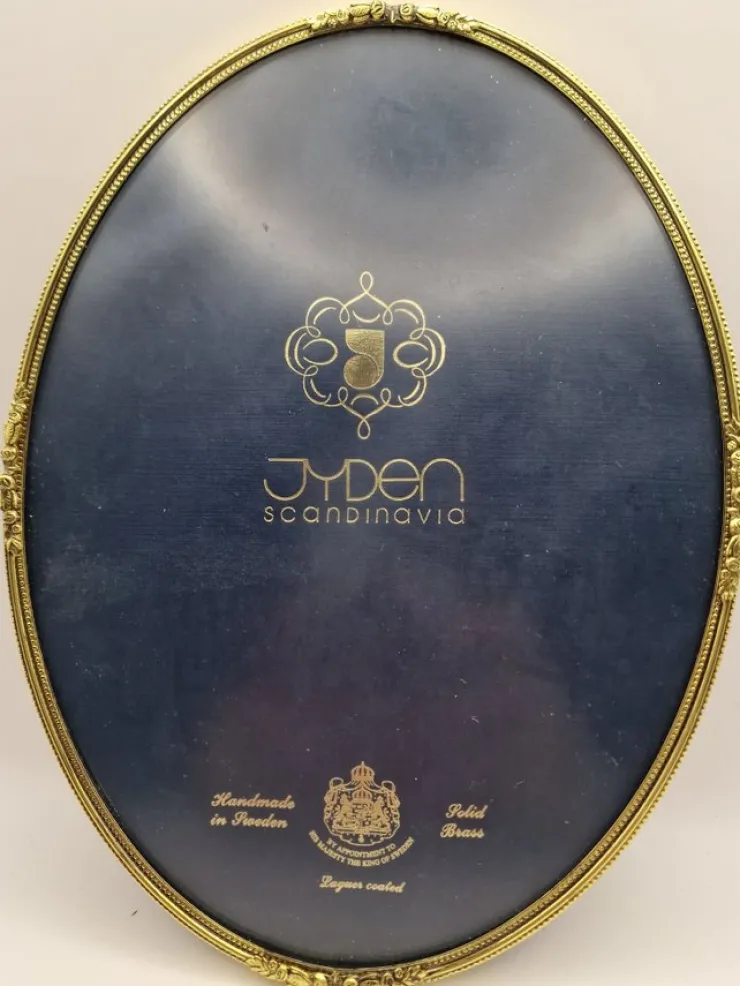 J
JYDEN
SCANDINAVIA
Handmade
in Sweden
Solid
Brass
BY APPOINTMENT TO
HIS MAJESTY THE KING OF SWEDEN
Laquer coated